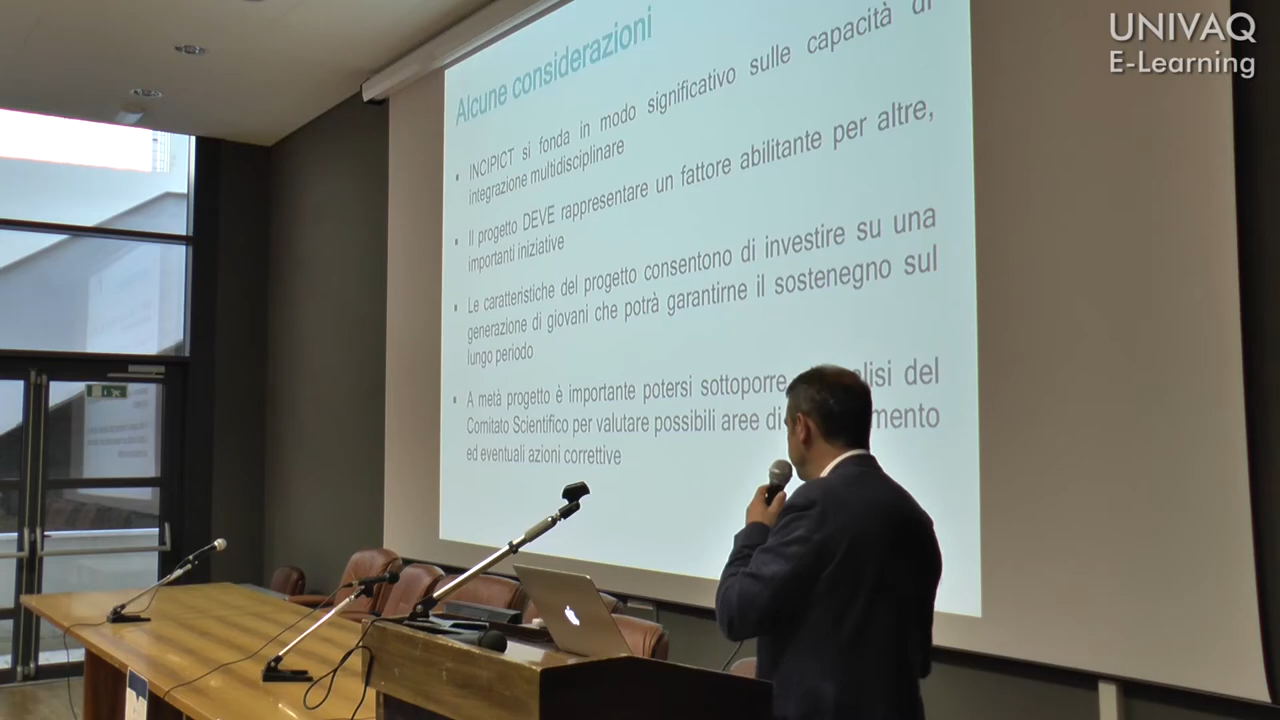 UNIVAQ
E-Learning
Alcune considerazioni
INCIPICT si fonda in modo significativo sulle capacità di
integrazione multidisciplinare
Il progetto DEVE rappresentare un fattore abilitante per altre,
importanti iniziative
Le caratteristiche del progetto consentono di investire su una
generazione di giovani che potrà garantirne il sostenegno sul
lungo periodo
A metà progetto è importante potersi sottoporre
del
Comitato Scientifico per valutare possibili aree di
ed eventuali azioni correttive